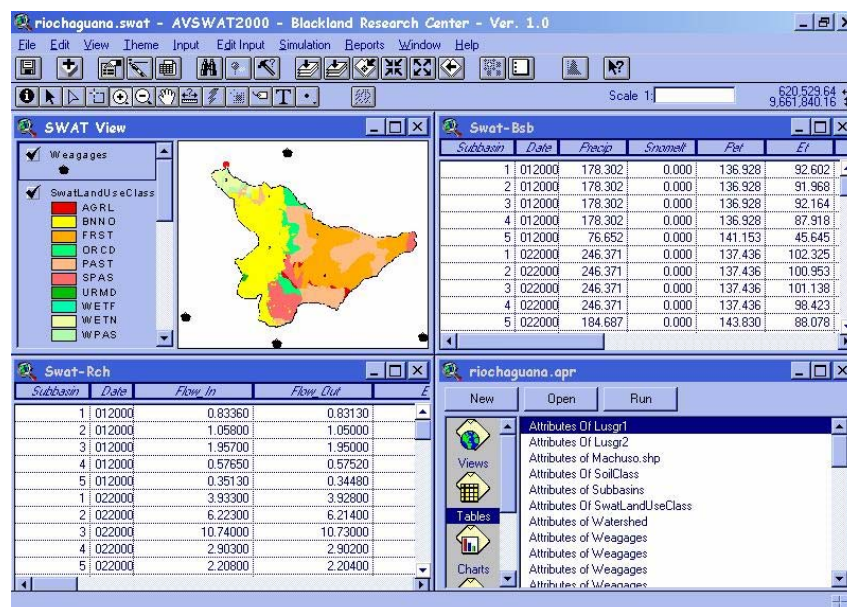 riochaguana.swat - AVSWAT2000 - Blackland Research Center - Ver. 1.0
File Edit View Theme Input Edit Input Simulation Reports Window Help
Scale 1:
620,529.64
9,661,840.16
SWAT View
Weagages
SwatLandUseClass
AGRL
BNNO
FRST
ORCD
PAST
SPAS
URMD
WETF
WETN
WPAS
Swat-Bsb
Subbasin Date Precip Snomelt Pet Et
1 012000 178.302 0.000 136.928 92.602
2 012000 178.302 0.000 136.928 91.968
3 012000 178.302 0.000 136.928 92.164
4 012000 178.302 0.000 136.928 87.918
5 012000 76.652 0.000 141.153 45.645
1 022000 246.371 0.000 137.436 102.325
2 022000 246.371 0.000 137.436 100.953
3 022000 246.371 0.000 137.436 101.138
4 022000 246.371 0.000 137.436 98.423
5 022000 184.687 0.000 143.830 88.078
Swat-Rch
Subbasin Date Flow_In Flow_Out E
1 012000 0.83360 0.83130
2 012000 1.05800 1.05000
3 012000 1.95700 1.95000
4 012000 0.57650 0.57520
5 012000 0.35130 0.34480
1 022000 3.93300 3.92800
2 022000 6.22300 6.21400
3 022000 10.74000 10.73000
4 022000 2.90300 2.90200
5 022000 2.20800 2.20400
riochaguana.apr
New Open Run
Views
Tables
Charts
Attributes Of Lusgr1
Attributes Of Lusgr2
Attributes of Machuso.shp
Attributes Of SoilClass
Attributes of Subbasins
Attributes Of SwatLandUseClass
Attributes of Watershed
Attributes of Weagages
Attributes of Weagages
Attributes of Weagages
Attributes of Weagages